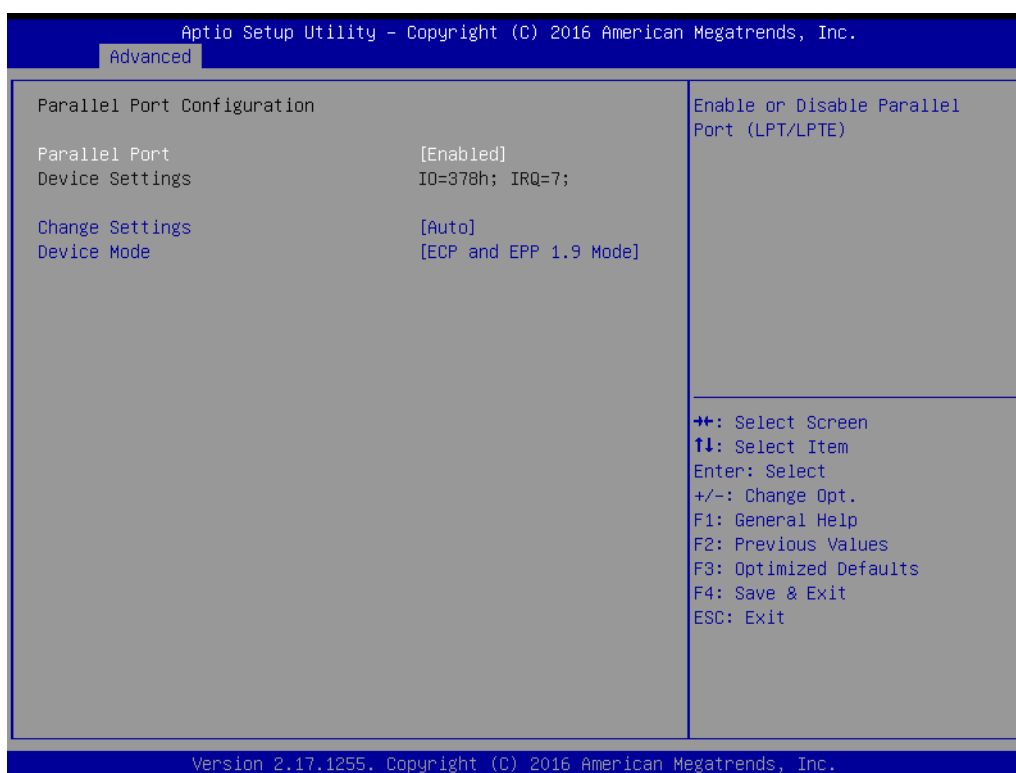 Aptio Setup Utility – Copyright (C) 2016 American Megatrends, Inc.
Advanced
Parallel Port Configuration
Parallel Port [Enabled]
Device Settings IO=378h; IRQ=7;
Change Settings [Auto]
Device Mode [ECP and EPP 1.9 Mode]
Enable or Disable Parallel
Port (LPT/LPTE)
→←: Select Screen
↑↓: Select Item
Enter: Select
+/-: Change Opt.
F1: General Help
F2: Previous Values
F3: Optimized Defaults
F4: Save & Exit
ESC: Exit
Version 2.17.1255. Copyright (C) 2016 American Megatrends, Inc.